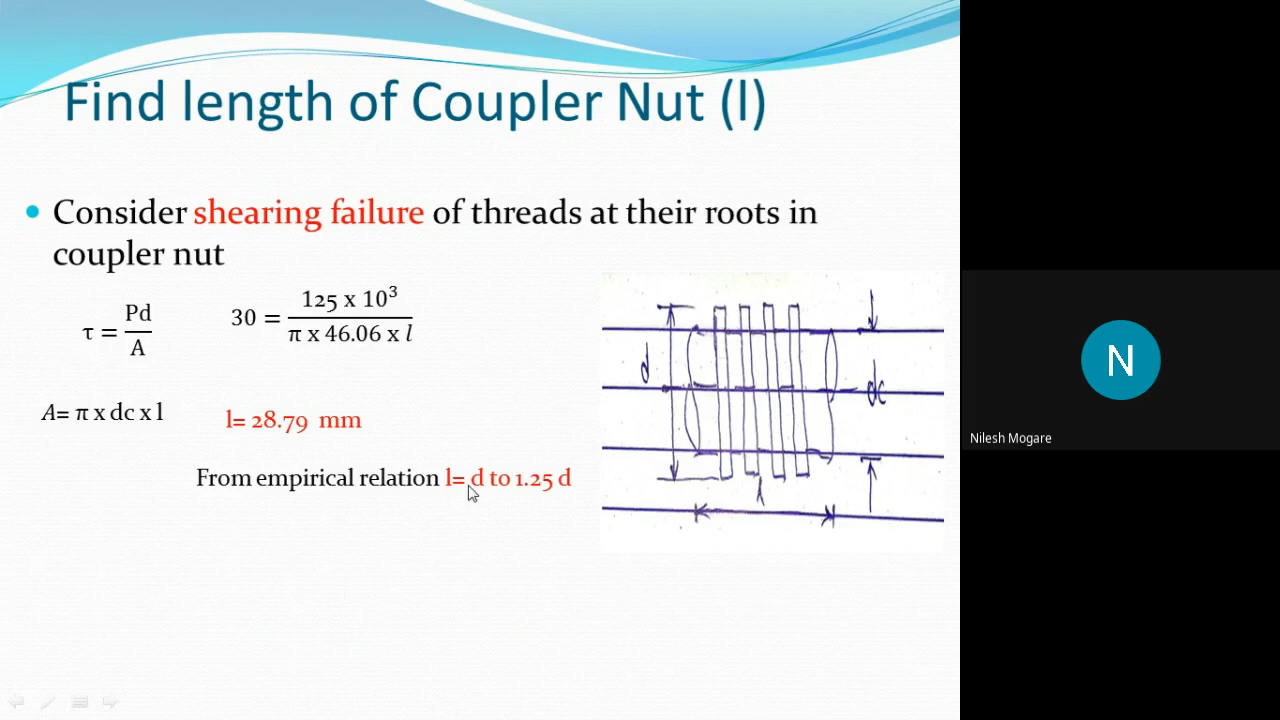 Find length of Coupler Nut (l)
• Consider shearing failure of threads at their roots in
coupler nut
τ = Pd / A
30 = 125 x 10³ / π x 46.06 x l
A= π x dc x l
l= 28.79 mm
From empirical relation l= d to 1.25 d
d
dc
l
N
Nilesh Mogare